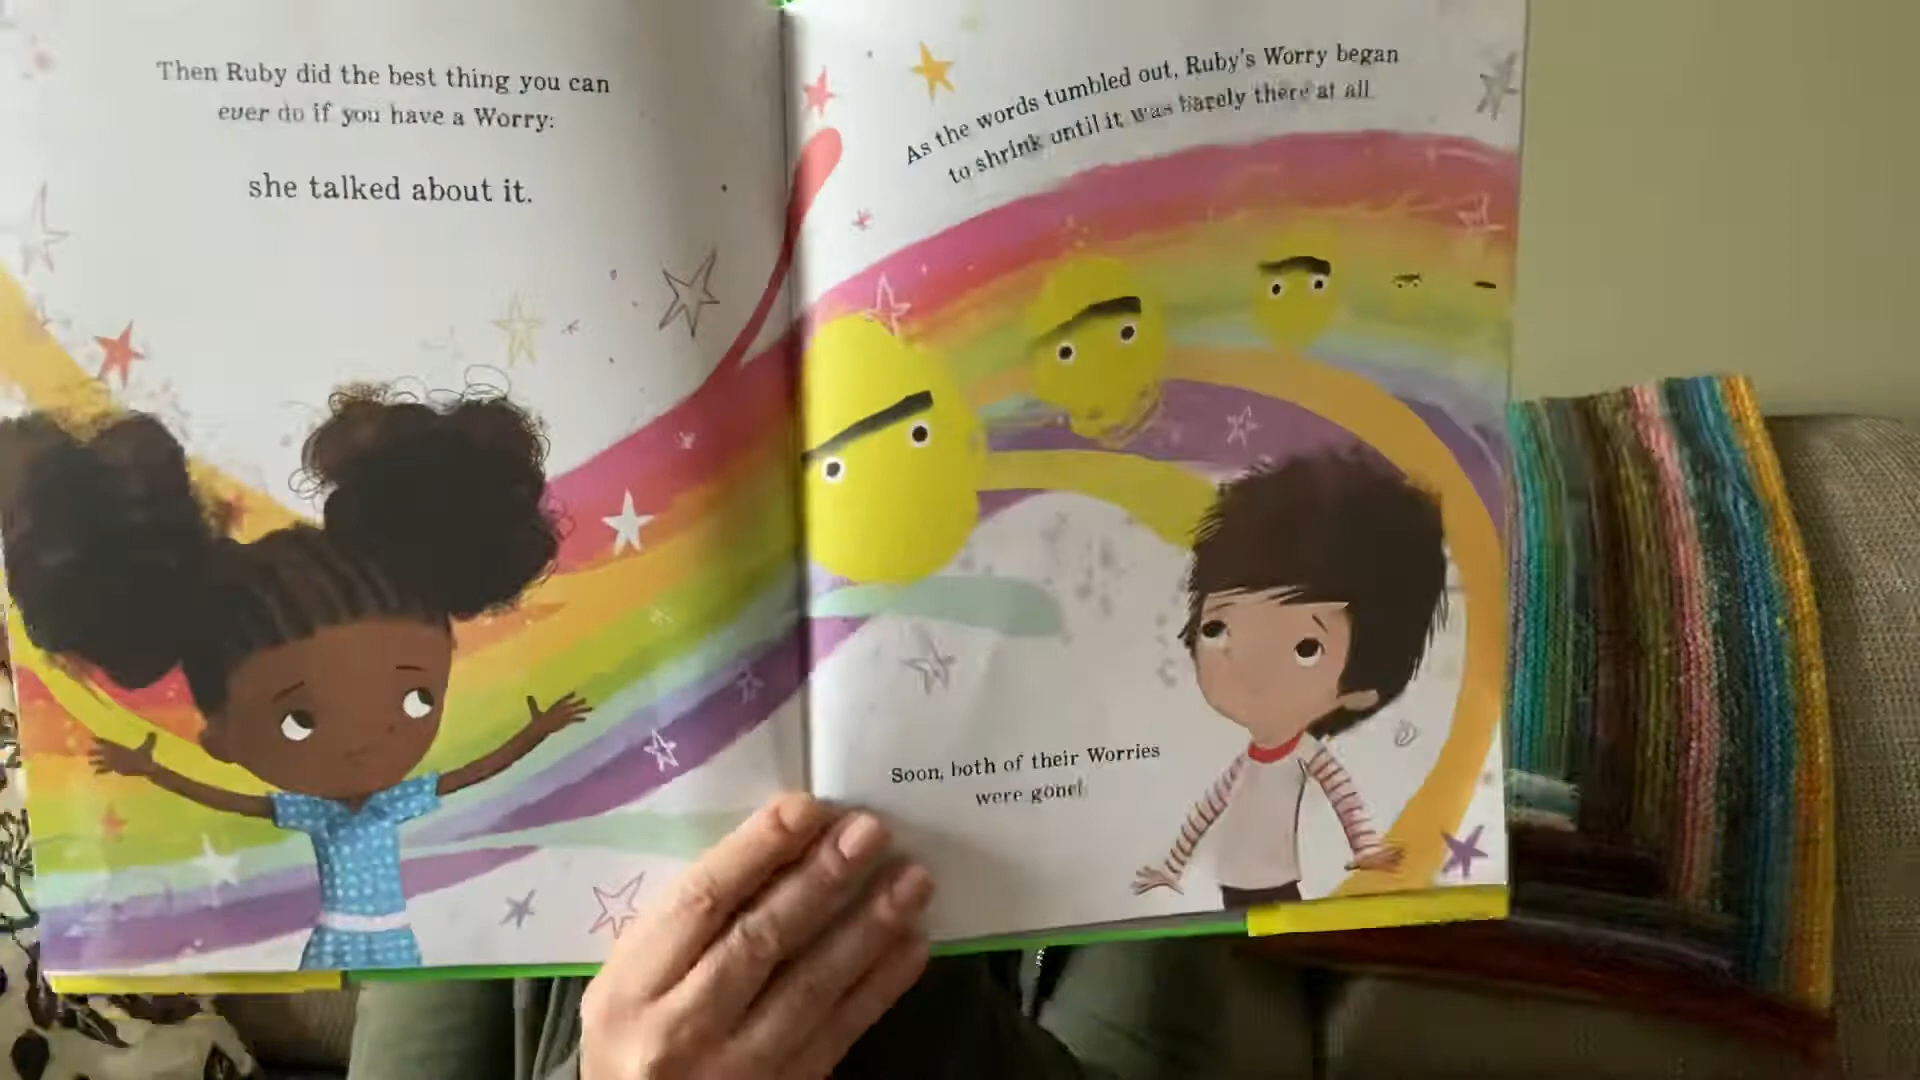 Then Ruby did the best thing you can
ever do if you have a Worry:
she talked about it.
As the words tumbled out, Ruby's Worry began
to shrink until it was barely there at all.
Soon, both of their Worries
were gone!